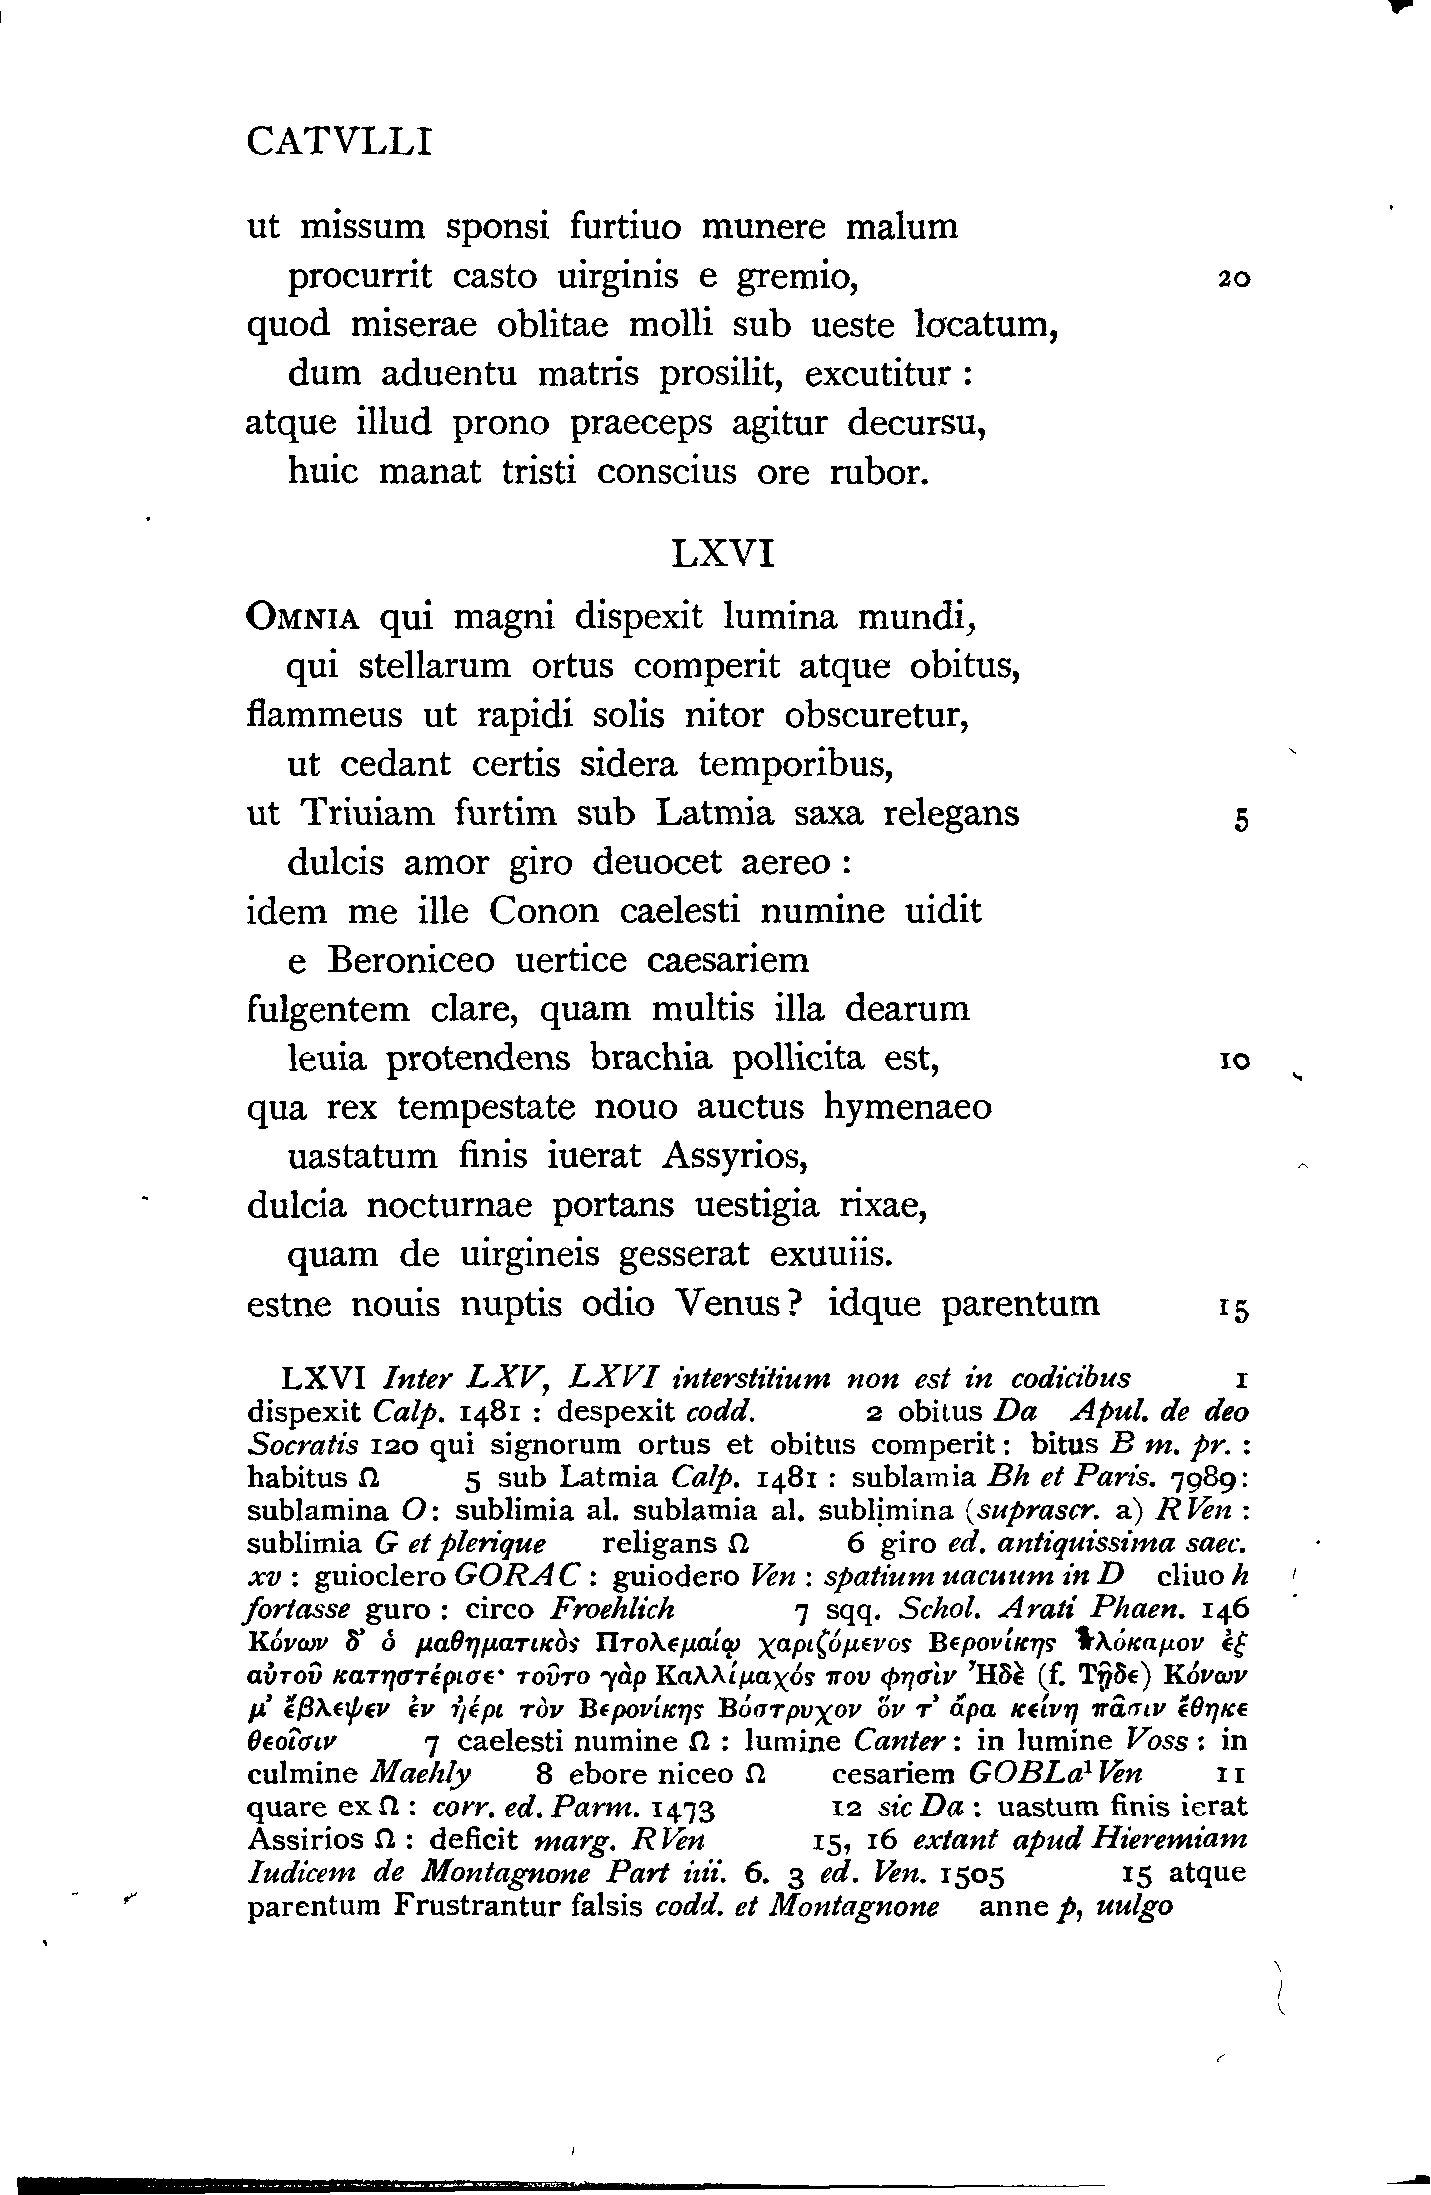 CATVLLI
ut missum sponsi furtiuo munere malum
procurrit casto uirginis e gremio, 20
quod miserae oblitae molli sub ueste locatum,
dum aduentu matris prosilit, excutitur :
atque illud prono praeceps agitur decursu,
huic manat tristi conscius ore rubor.
LXVI
OMNIA qui magni dispexit lumina mundi,
qui stellarum ortus comperit atque obitus,
flammeus ut rapidi solis nitor obscuretur,
ut cedant certis sidera temporibus,
ut Triuiam furtim sub Latmia saxa relegans 5
dulcis amor giro deuocet aereo :
idem me ille Conon caelesti numine uidit
e Beroniceo uertice caesariem
fulgentem clare, quam multis illa dearum
leuia protendens brachia pollicita est, 10
qua rex tempestate nouo auctus hymenaeo
uastatum finis iuerat Assyrios,
dulcia nocturnae portans uestigia rixae,
quam de uirgineis gesserat exuuiis.
estne nouis nuptis odio Venus? idque parentum 15
LXVI Inter LXV, LXVI interstitium non est in codicibus 1
dispexit Calp. 1481 : despexit codd. 2 obitus Da Apul. de deo
Socratis 120 qui signorum ortus et obitus comperit : bitus B m. pr. :
habitus Ω 5 sub Latmia Calp. 1481 : sublamia Bh et Paris. 7989 :
sublamina O : sublimia al. sublamia al. sublịmina (suprascr. a) R Ven :
sublimia G et plerique religans Ω 6 giro ed. antiquissima saec.
xv : guioclero GORAC : guiodero Ven : spatium uacuum in D cliuo h
fortasse guro : circo Froehlich 7 sqq. Schol. Arati Phaen. 146
Κόνων δ' ὁ μαθηματικὸς Πτολεμαίῳ χαριζόμενος Βερονίκης πλόκαμον ἐξ
αὐτοῦ κατηστέρισε· τοῦτο γὰρ Καλλίμαχός που φησὶν Ἠδὲ (f. Τῇδε) Κόνων
μ' ἔβλεψεν ἐν ἠέρι τὸν Βερονίκης Βόστρυχον ὅν τ' ἄρα κείνη πᾶσιν ἔθηκε
θεοῖσιν 7 caelesti numine Ω : lumine Canter : in lumine Voss : in
culmine Maehly 8 ebore niceo Ω cesariem GOBLa¹ Ven 11
quare ex Ω : corr. ed. Parm. 1473 12 sic Da : uastum finis ierat
Assirios Ω : deficit marg. R Ven 15, 16 extant apud Hieremiam
Iudicem de Montagnone Part iiii. 6. 3 ed. Ven. 1505 15 atque
parentum Frustrantur falsis codd. et Montagnone anne p, uulgo